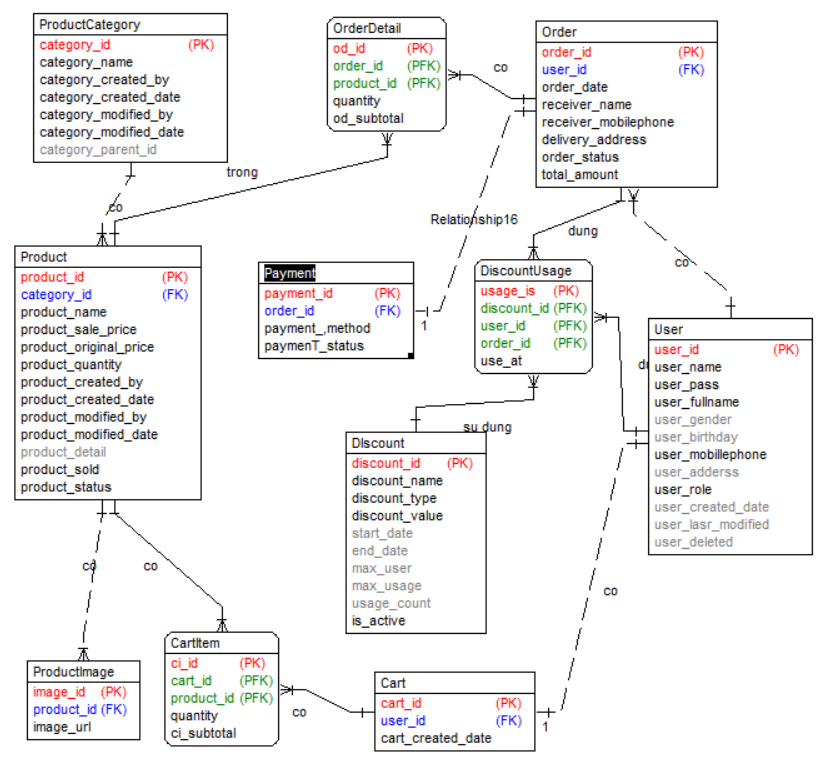 ProductCategory
category_id (PK)
category_name
category_created_by
category_created_date
category_modified_by
category_modified_date
category_parent_id
OrderDetail
od_id (PK)
order_id (PFK)
product_id (PFK)
quantity
od_subtotal
co
Order
order_id (PK)
user_id (FK)
order_date
receiver_name
receiver_mobilephone
delivery_address
order_status
total_amount
trong
co
Relationship16
dung
co
Product
product_id (PK)
category_id (FK)
product_name
product_sale_price
product_original_price
product_quantity
product_created_by
product_created_date
product_modified_by
product_modified_date
product_detail
product_sold
product_status
Payment
payment_id (PK)
order_id (FK)
payment_,method
paymenT_status
1
DiscountUsage
usage_is (PK)
discount_id (PFK)
user_id (PFK)
order_id (PFK)
use_at
User
user_id (PK)
user_name
user_pass
user_fullname
user_gender
user_birthday
user_mobillephone
user_adderss
user_role
user_created_date
user_lasr_modified
user_deleted
su dung
DIscount
discount_id (PK)
discount_name
discount_type
discount_value
start_date
end_date
max_user
max_usage
usage_count
is_active
co
co
co
ProductImage
image_id (PK)
product_id (FK)
image_url
CartItem
ci_id (PK)
cart_id (PFK)
product_id (PFK)
quantity
ci_subtotal
co
Cart
cart_id (PK)
user_id (FK)
cart_created_date
1